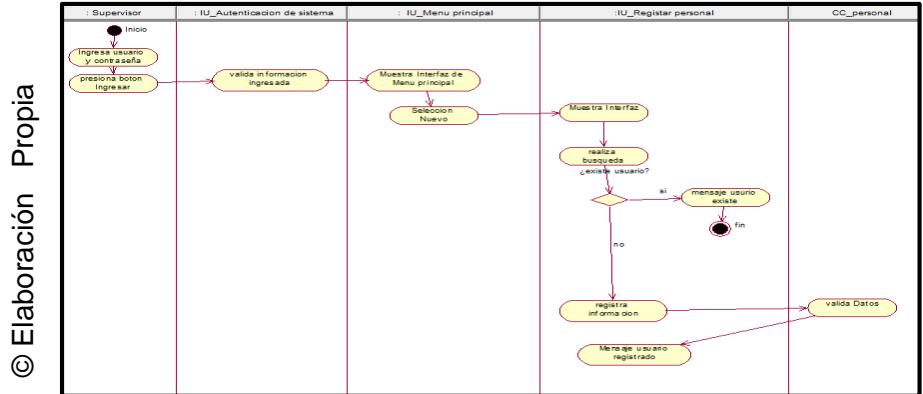 : Supervisor
: IU_Autenticacion de sistema
: IU_Menu principal
:IU_Registrar personal
CC_personal
Inicio
Ingresa usuario
y contraseña
presiona boton
Ingresar
valida informacion
ingresada
Muestra Interfaz de
Menu principal
Seleccion
Nuevo
Muestra Interfaz
realiza
busqueda
¿existe usuario?
si
mensaje usurio
existe
fin
no
registra
informacion
valida Datos
Mensaje usuario
registrado
© Elaboración Propia